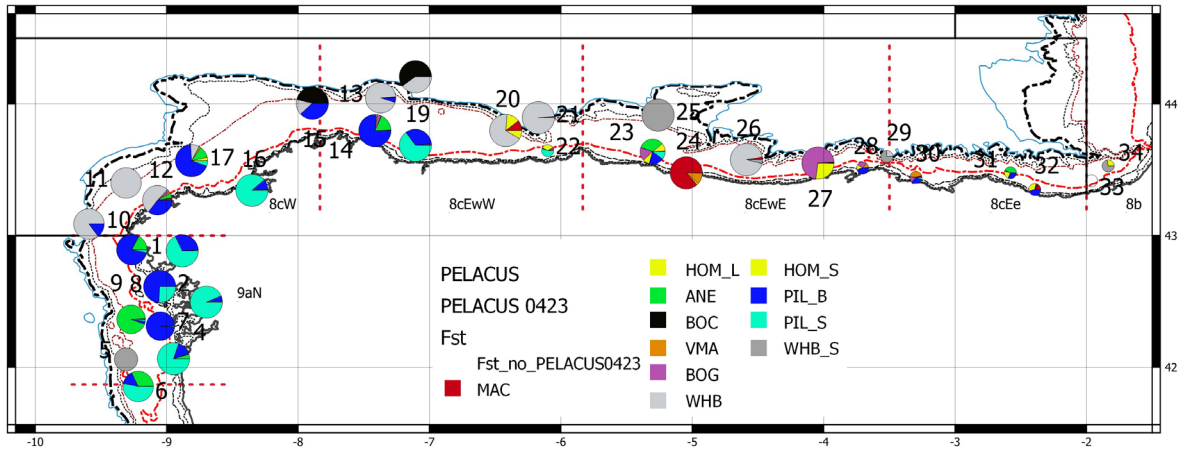 44
43
42
13
19
20
21
25
26
23
24
22
27
28
29
30
31
32
33
34
15
14
16
17
12
11
10
1
9 8
2
7
4
5
6
8cW
8cEwW
8cEwE
8cEe
8b
9aN
PELACUS
PELACUS 0423
Fst
Fst_no_PELACUS0423
MAC
HOM_L
ANE
BOC
VMA
BOG
WHB
HOM_S
PIL_B
PIL_S
WHB_S
-10 -9 -8 -7 -6 -5 -4 -3 -2